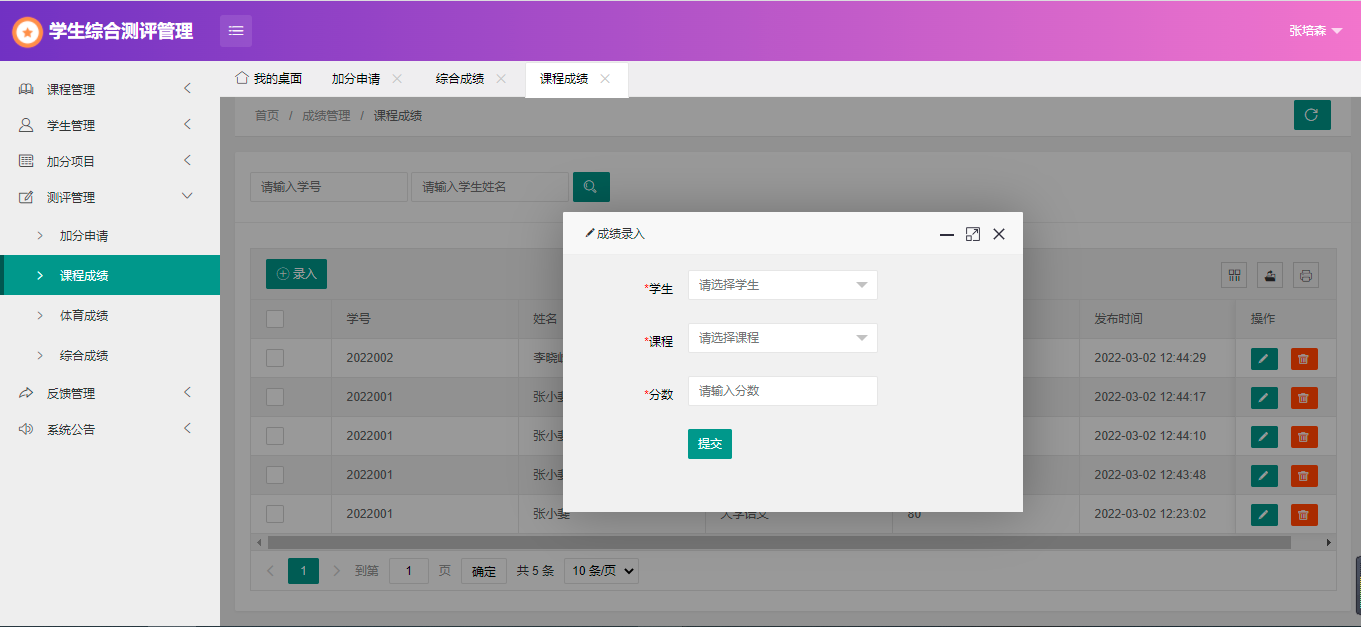 学生综合测评管理
张培森
课程管理
学生管理
加分项目
测评管理
加分申请
课程成绩
体育成绩
综合成绩
反馈管理
系统公告
我的桌面 加分申请 综合成绩 课程成绩
首页 / 成绩管理 / 课程成绩
请输入学号 请输入学生姓名
录入
学号 姓名 发布时间 操作
2022002 李晓 2022-03-02 12:44:29
2022001 张小 2022-03-02 12:44:17
2022001 张小 2022-03-02 12:44:10
2022001 张小 2022-03-02 12:43:48
2022001 张小斐 大学语文 80 2022-03-02 12:23:02
1 到第 1 页 确定 共 5 条 10 条/页
成绩录入
*学生 请选择学生
*课程 请选择课程
*分数 请输入分数
提交